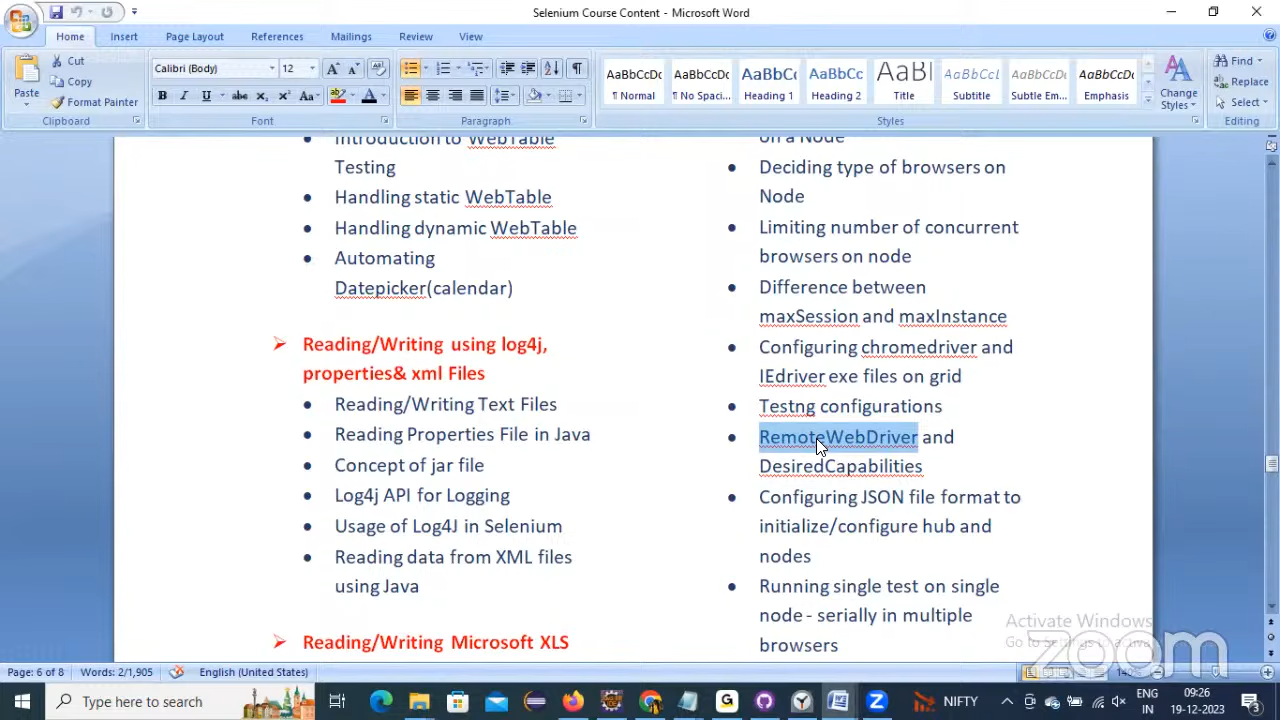 Selenium Course Content - Microsoft Word
Home Insert Page Layout References Mailings Review View
Paste
Cut
Copy
Format Painter
Clipboard
Calibri (Body) 12
B I U abc x₂ x² Aa
Font
Paragraph
AaBbCcDc AaBbCcDc AaBbCc AaBbCc AaBl AaBbCcL AaBbCcDc AaBbCcDc
¶ Normal ¶ No Spaci... Heading 1 Heading 2 Title Subtitle Subtle Em... Emphasis
Change Styles
Styles
Find
Replace
Select
Editing
• Introduction to WebTable
Testing
• Handling static WebTable
• Handling dynamic WebTable
• Automating
Datepicker(calendar)
➢ Reading/Writing using log4j,
properties& xml Files
• Reading/Writing Text Files
• Reading Properties File in Java
• Concept of jar file
• Log4j API for Logging
• Usage of Log4J in Selenium
• Reading data from XML files
using Java
➢ Reading/Writing Microsoft XLS
on a Node
• Deciding type of browsers on
Node
• Limiting number of concurrent
browsers on node
• Difference between
maxSession and maxInstance
• Configuring chromedriver and
IEdriver exe files on grid
• Testng configurations
• RemoteWebDriver and
DesiredCapabilities
• Configuring JSON file format to
initialize/configure hub and
nodes
• Running single test on single
node - serially in multiple
browsers
Activate Windows
zoom
Page: 6 of 8 Words: 2/1,905 English (United States)
Type here to search
NIFTY
ENG
IN
09:26
19-12-2023
3